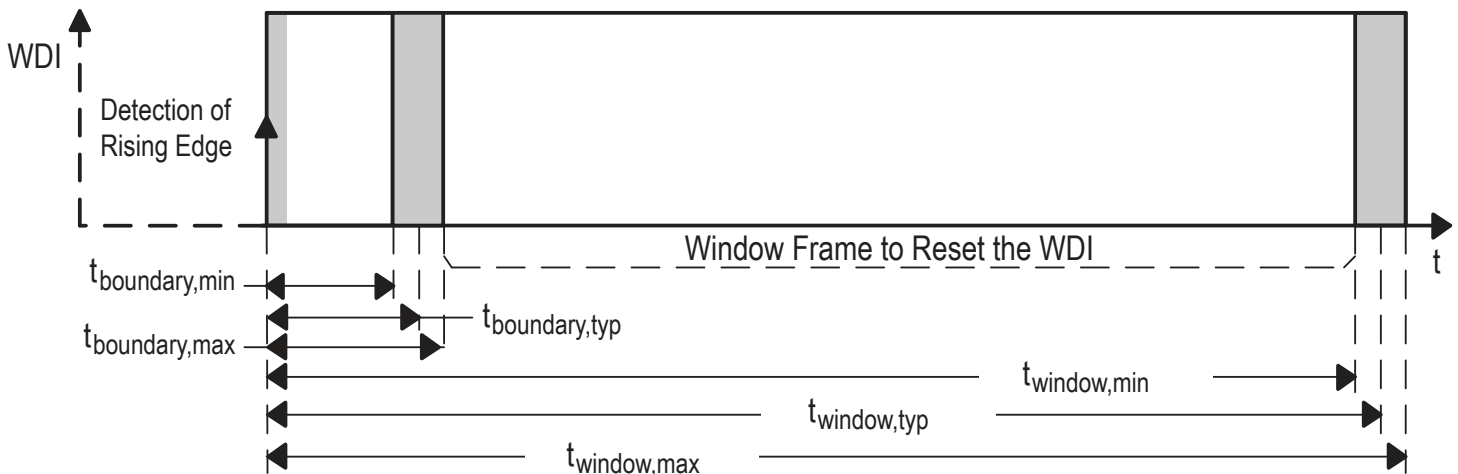 WDI
Detection of
Rising Edge
Window Frame to Reset the WDI
t
tboundary,min
tboundary,typ
tboundary,max
twindow,min
twindow,typ
twindow,max